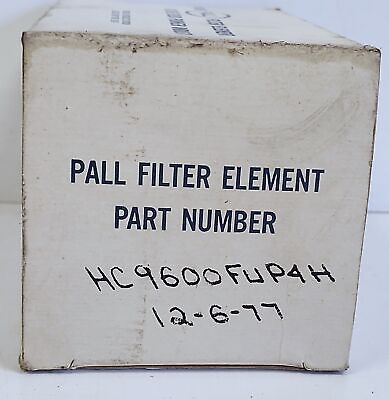 PALL FILTER ELEMENT
PART NUMBER
HC9600FUP4H
12-6-77